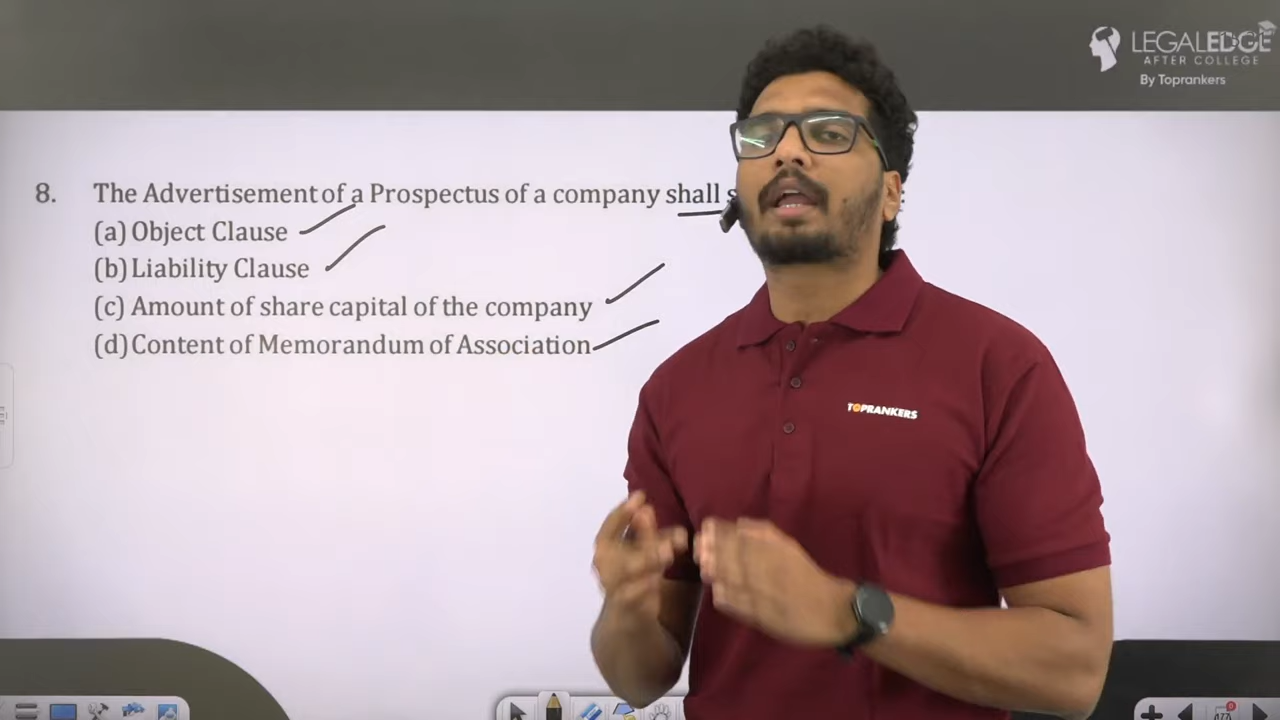 LEGALEDGE
AFTER COLLEGE
By Toprankers
8. The Advertisement of a Prospectus of a company shall
(a) Object Clause
(b) Liability Clause
(c) Amount of share capital of the company
(d) Content of Memorandum of Association
TOPRANKERS